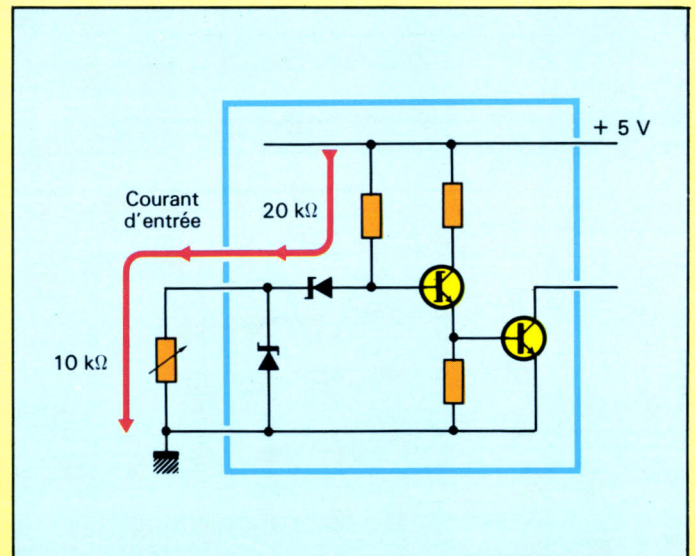 + 5 V
Courant
d'entrée
20 kΩ
10 kΩ